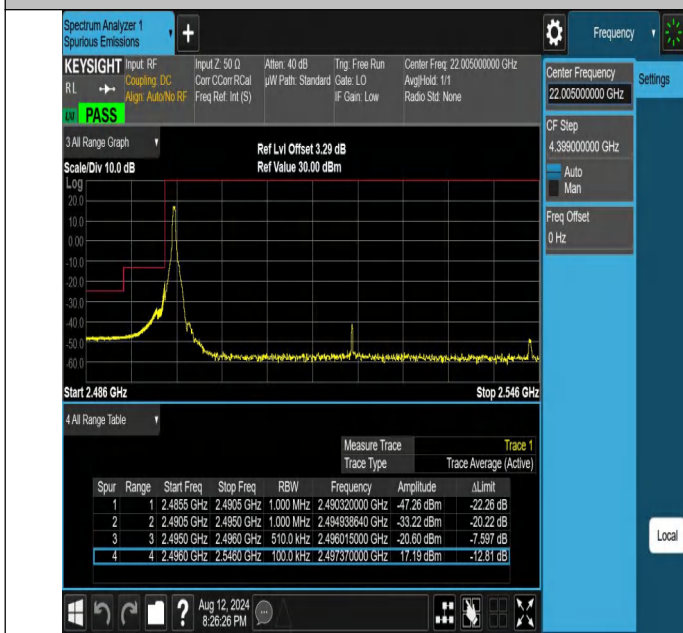 Spectrum Analyzer 1
Spurious Emissions
+
Frequency
KEYSIGHT Input: RF Input Z: 50 Ω Atten: 40 dB Trig: Free Run Center Freq: 22.005000000 GHz
RL Coupling: DC Corr CCorr RCal µW Path: Standard Gate: LO Avg|Hold: 1/1
Align: Auto/No RF Freq Ref: Int (S) IF Gain: Low Radio Std: None
PASS
3 All Range Graph
Ref Lvl Offset 3.29 dB
Scale/Div 10.0 dB Ref Value 30.00 dBm
Log
20.0
10.0
0.00
-10.0
-20.0
-30.0
-40.0
-50.0
-60.0
Start 2.486 GHz Stop 2.546 GHz
4 All Range Table
Measure Trace Trace 1
Trace Type Trace Average (Active)
Spur Range Start Freq Stop Freq RBW Frequency Amplitude ΔLimit
1 1 2.4855 GHz 2.4905 GHz 1.000 MHz 2.490320000 GHz -47.26 dBm -22.26 dB
2 2 2.4905 GHz 2.4950 GHz 1.000 MHz 2.494938640 GHz -33.22 dBm -20.22 dB
3 3 2.4950 GHz 2.4960 GHz 510.0 kHz 2.496015000 GHz -20.60 dBm -7.597 dB
4 4 2.4960 GHz 2.5460 GHz 100.0 kHz 2.497370000 GHz 17.19 dBm -12.81 dB
Center Frequency
22.005000000 GHz
Settings
CF Step
4.399000000 GHz
Auto
Man
Freq Offset
0 Hz
Local
?
Aug 12, 2024
8:26:26 PM